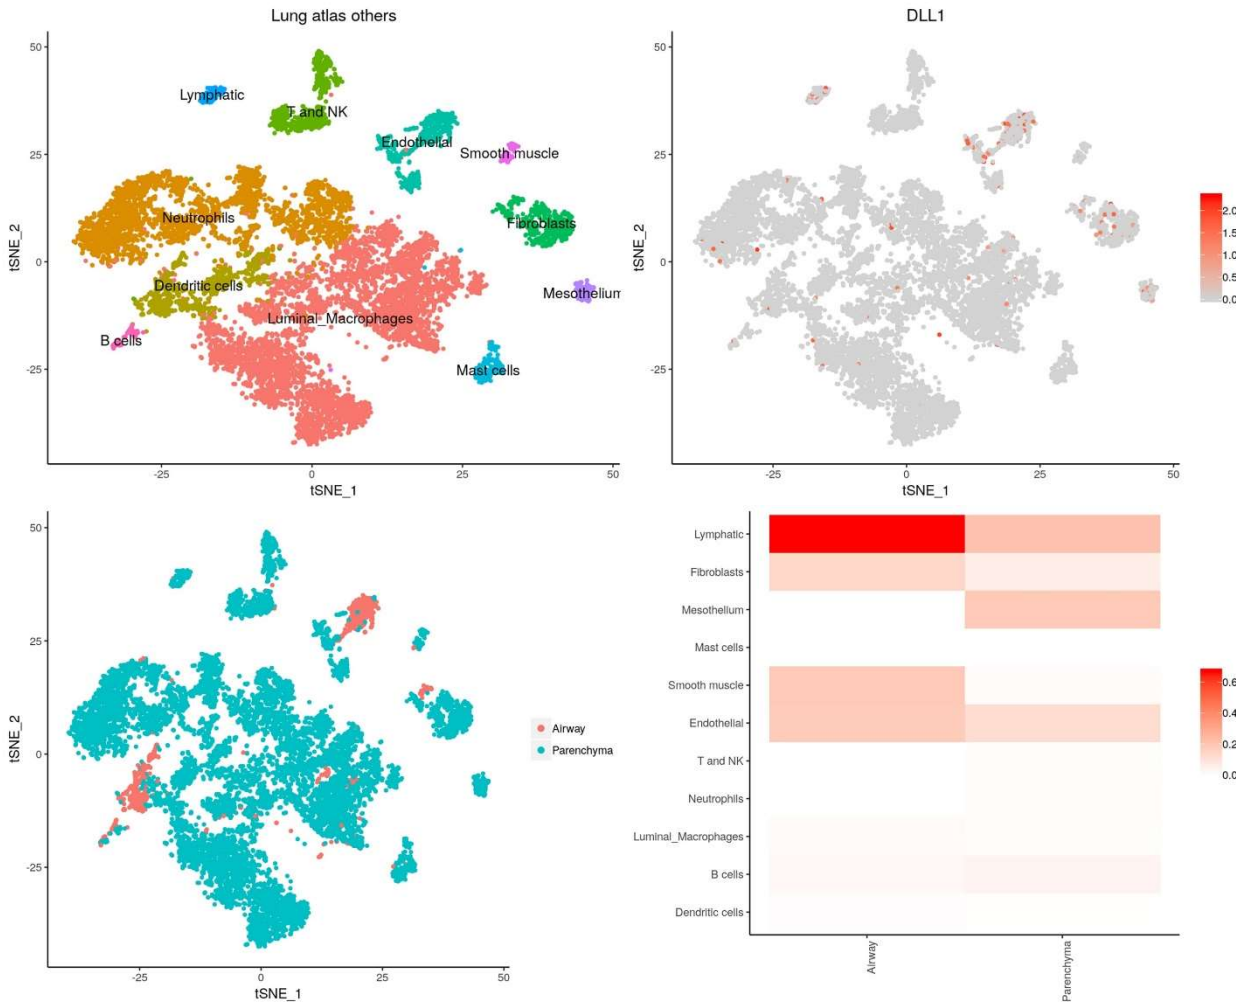 Lung atlas others
50
25
0
-25
tSNE_2
Lymphatic
T and NK
Endothelial
Smooth muscle
Neutrophils
Fibroblasts
Dendritic cells
Mesothelium
Luminal_Macrophages
B cells
Mast cells
-25
0
25
50
tSNE_1
DLL1
50
25
0
-25
tSNE_2
-25
0
25
50
tSNE_1
2.0
1.5
1.0
0.5
0.0
50
25
0
-25
tSNE_2
-25
0
25
50
tSNE_1
Airway
Parenchyma
Lymphatic
Fibroblasts
Mesothelium
Mast cells
Smooth muscle
Endothelial
T and NK
Neutrophils
Luminal_Macrophages
B cells
Dendritic cells
Airway
Parenchyma
0.6
0.4
0.2
0.0